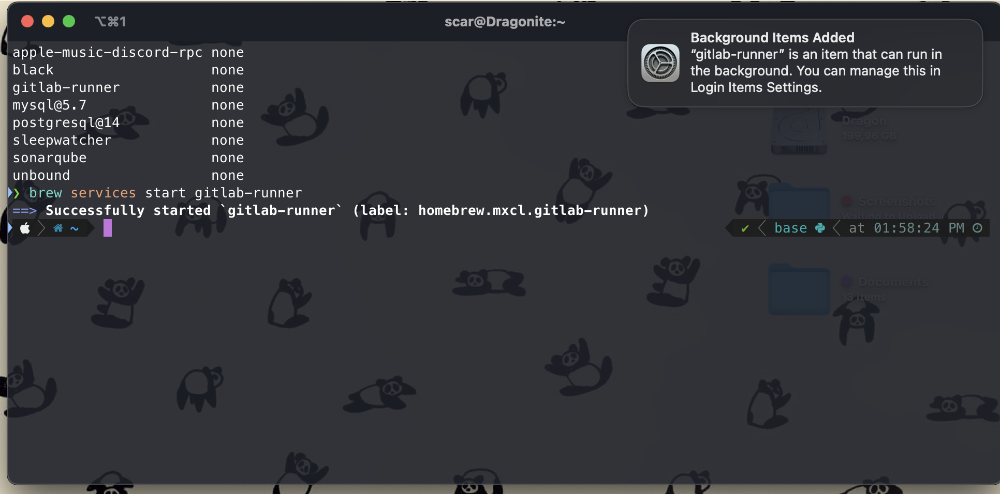 ⌥⌘1
scar@Dragonite:~
Background Items Added
“gitlab-runner” is an item that can run in
the background. You can manage this in
Login Items Settings.
apple-music-discord-rpc none
black none
gitlab-runner none
mysql@5.7 none
postgresql@14 none
sleepwatcher none
sonarqube none
unbound none
❯ brew services start gitlab-runner
==> Successfully started `gitlab-runner` (label: homebrew.mxcl.gitlab-runner)
~ ✔ base at 01:58:24 PM
Dragon
199,96 GB
Screenshots
Waiting to Upload
Documents
13 items